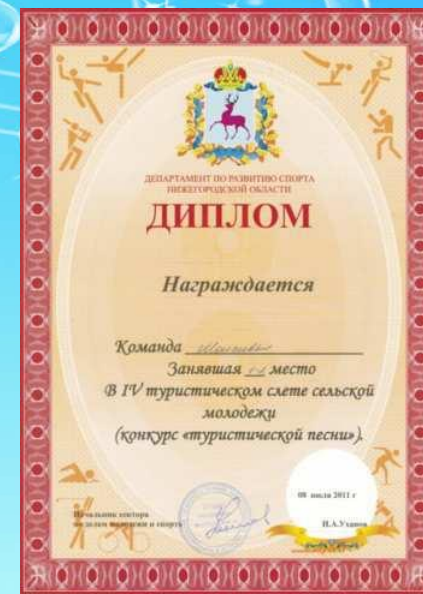 ДЕПАРТАМЕНТ ПО РАЗВИТИЮ СПОРТА
НИЖЕГОРОДСКОЙ ОБЛАСТИ
ДИПЛОМ
Награждается
Команда
Занявшая место
В IV туристическом слете сельской
молодежи
(конкурс «туристической песни»).
08 июля 2011 г
Начальник сектора
по делам молодежи и спорта
Н.А.Уханов